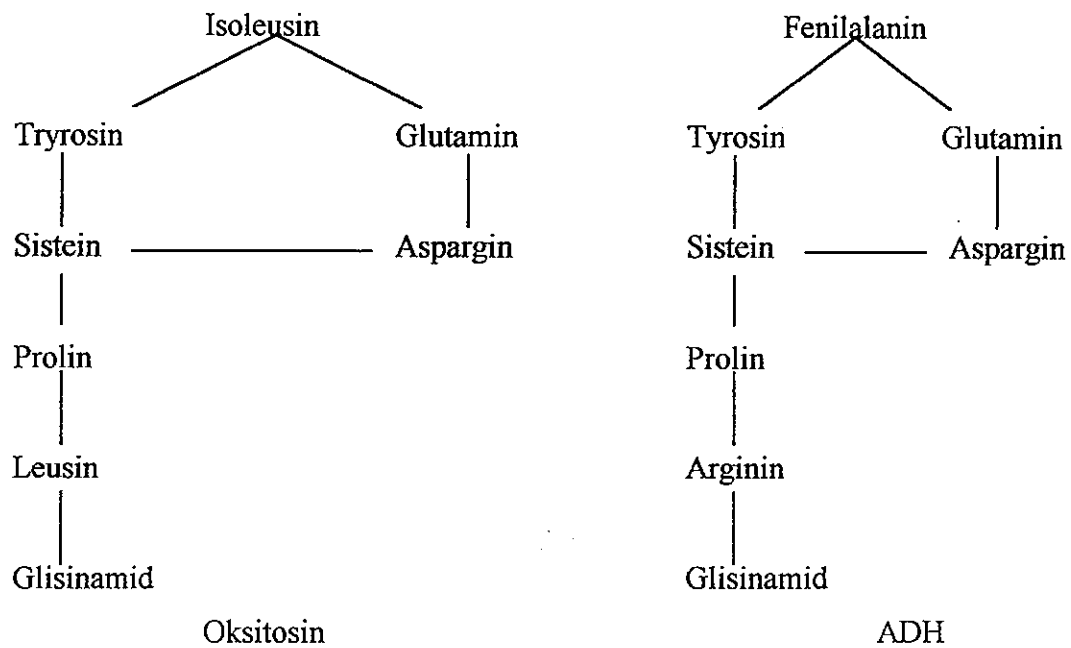 Isoleusin Fenilalanin
Tryrosin Glutamin Tyrosin Glutamin
Sistein Aspargin Sistein Aspargin
Prolin Prolin
Leusin Arginin
Glisinamid Glisinamid
Oksitosin ADH